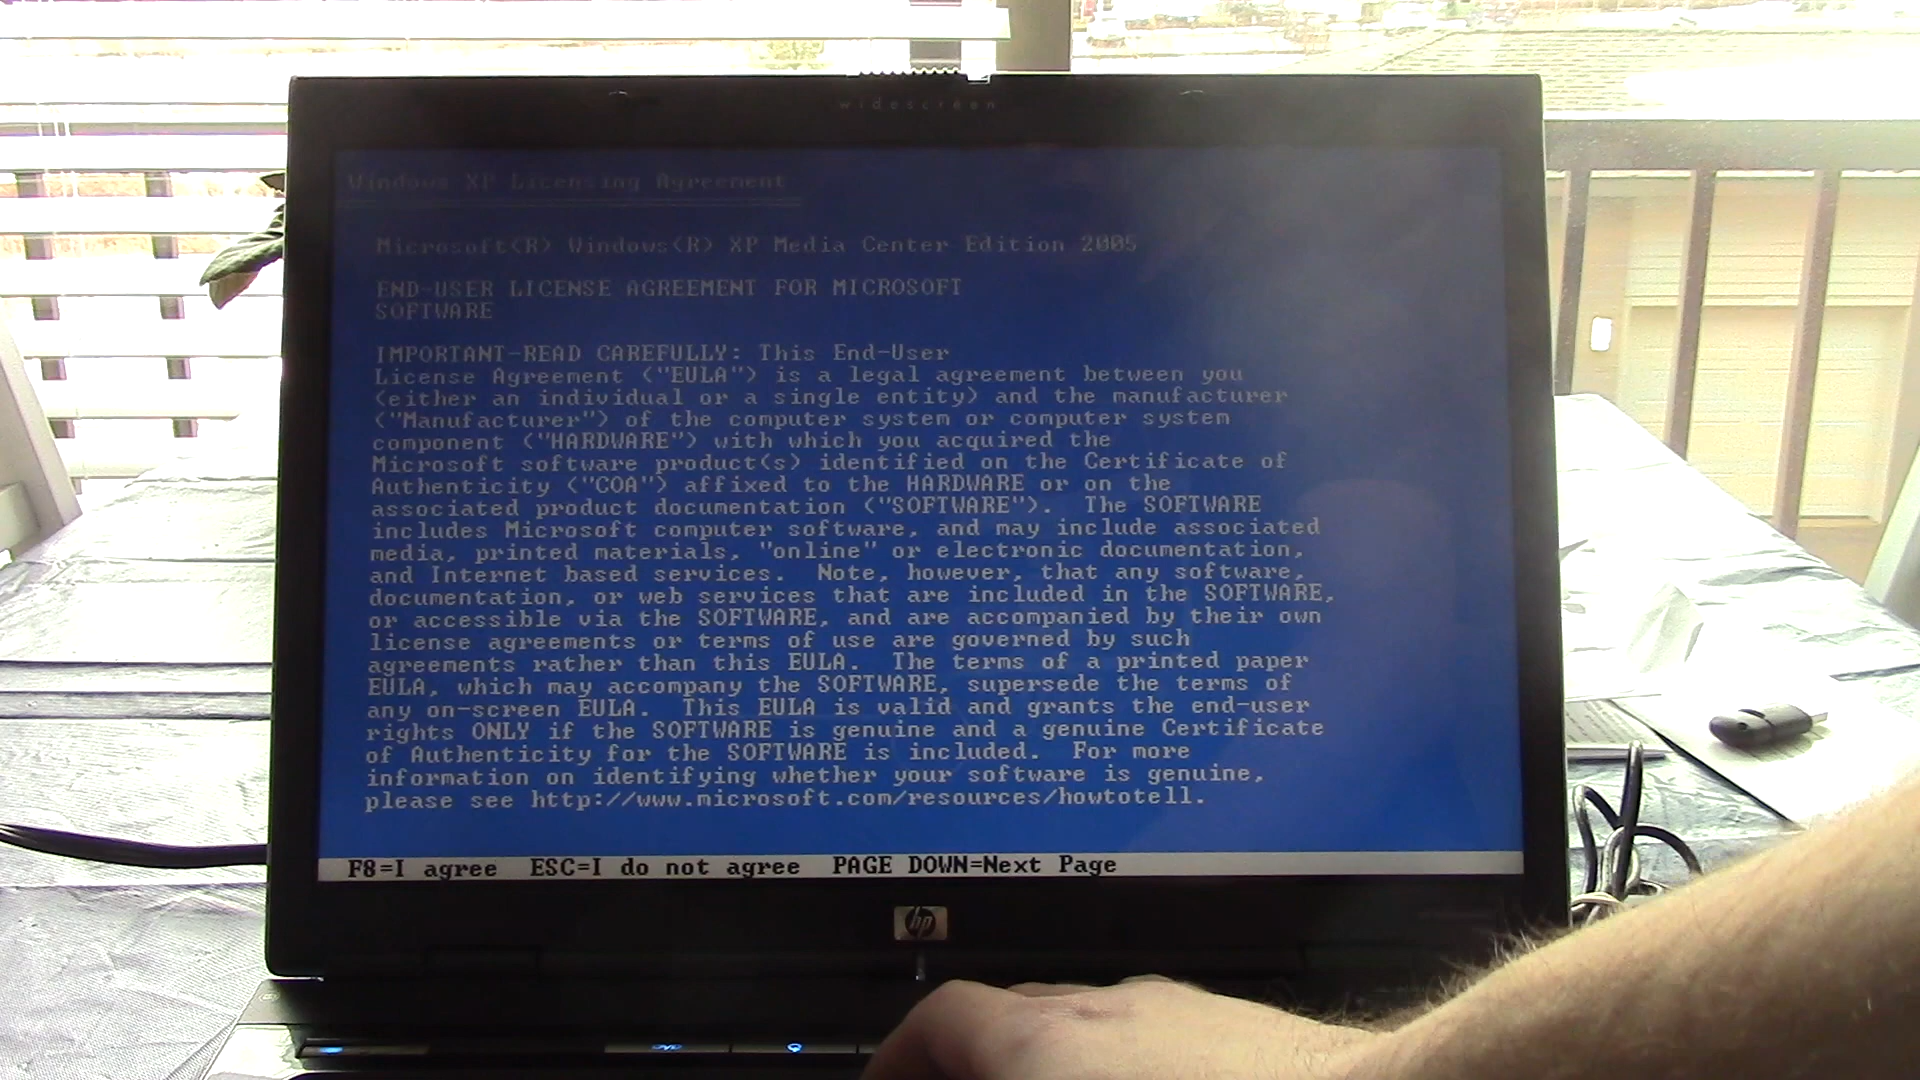 widescreen
Windows XP Licensing Agreement
Microsoft(R) Windows(R) XP Media Center Edition 2005
END-USER LICENSE AGREEMENT FOR MICROSOFT
SOFTWARE
IMPORTANT-READ CAREFULLY: This End-User
License Agreement ("EULA") is a legal agreement between you
(either an individual or a single entity) and the manufacturer
("Manufacturer") of the computer system or computer system
component ("HARDWARE") with which you acquired the
Microsoft software product(s) identified on the Certificate of
Authenticity ("COA") affixed to the HARDWARE or on the
associated product documentation ("SOFTWARE").  The SOFTWARE
includes Microsoft computer software, and may include associated
media, printed materials, "online" or electronic documentation,
and Internet based services.  Note, however, that any software,
documentation, or web services that are included in the SOFTWARE,
or accessible via the SOFTWARE, and are accompanied by their own
license agreements or terms of use are governed by such
agreements rather than this EULA.  The terms of a printed paper
EULA, which may accompany the SOFTWARE, supersede the terms of
any on-screen EULA.  This EULA is valid and grants the end-user
rights ONLY if the SOFTWARE is genuine and a genuine Certificate
of Authenticity for the SOFTWARE is included.  For more
information on identifying whether your software is genuine,
please see http://www.microsoft.com/resources/howtotell.
F8=I agree  ESC=I do not agree  PAGE DOWN=Next Page
hp